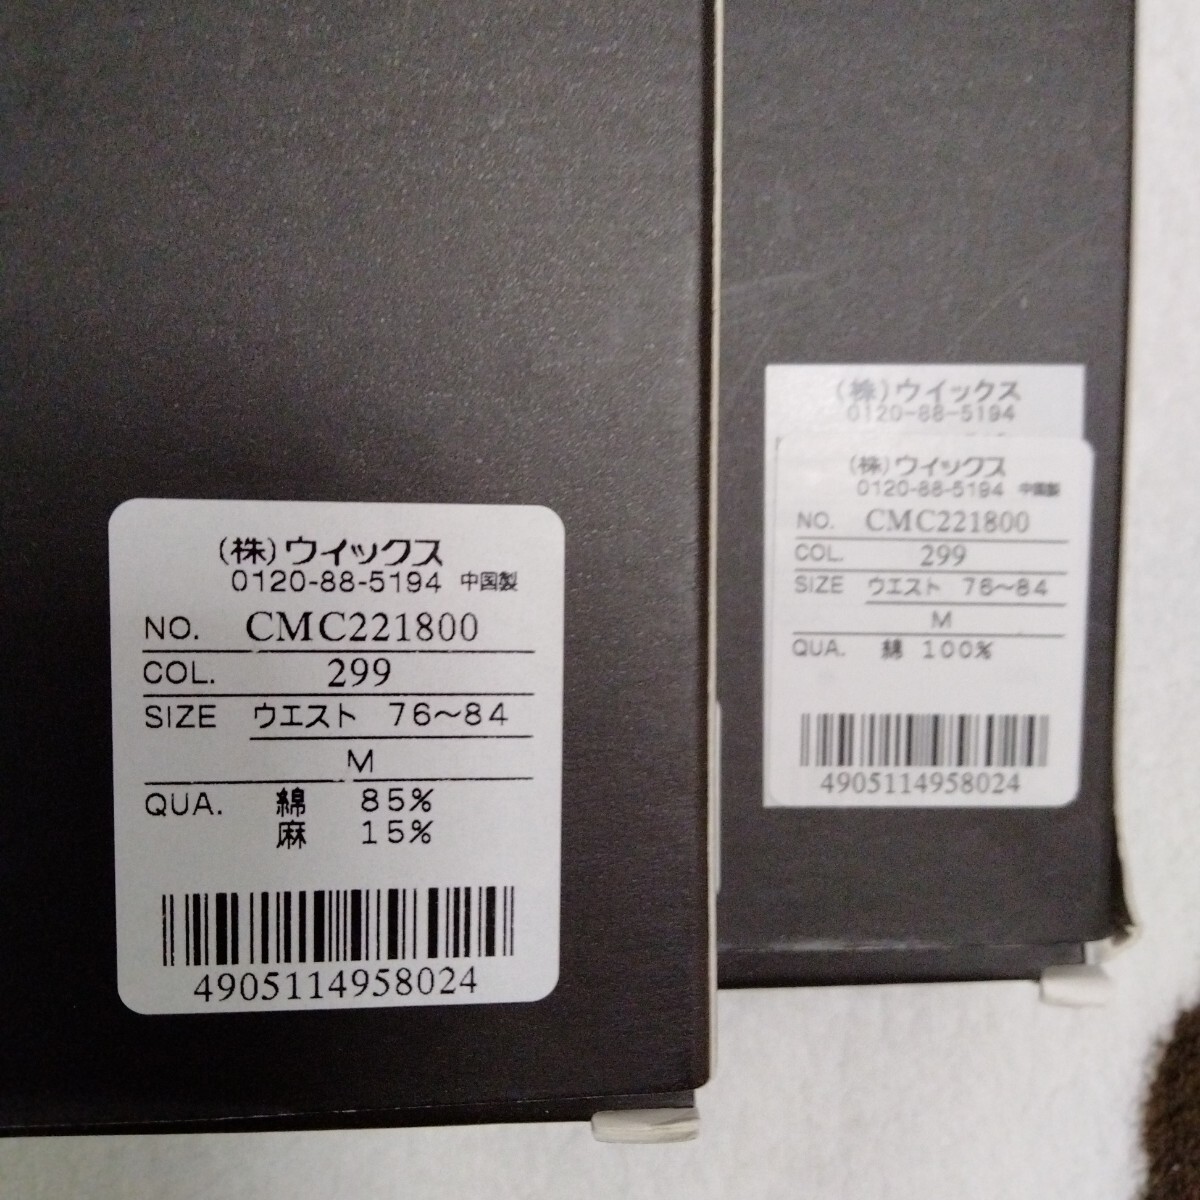 (株)ウイックス
0120-88-5194 中国製
NO. CMC221800
COL. 299
SIZE ウエスト 76～84
M
QUA. 綿 85%
麻 15%
4905114958024
(株)ウイックス
0120-88-5194
(株)ウイックス
0120-88-5194 中国製
NO. CMC221800
COL. 299
SIZE ウエスト 76～84
M
QUA. 綿 100%
4905114958024